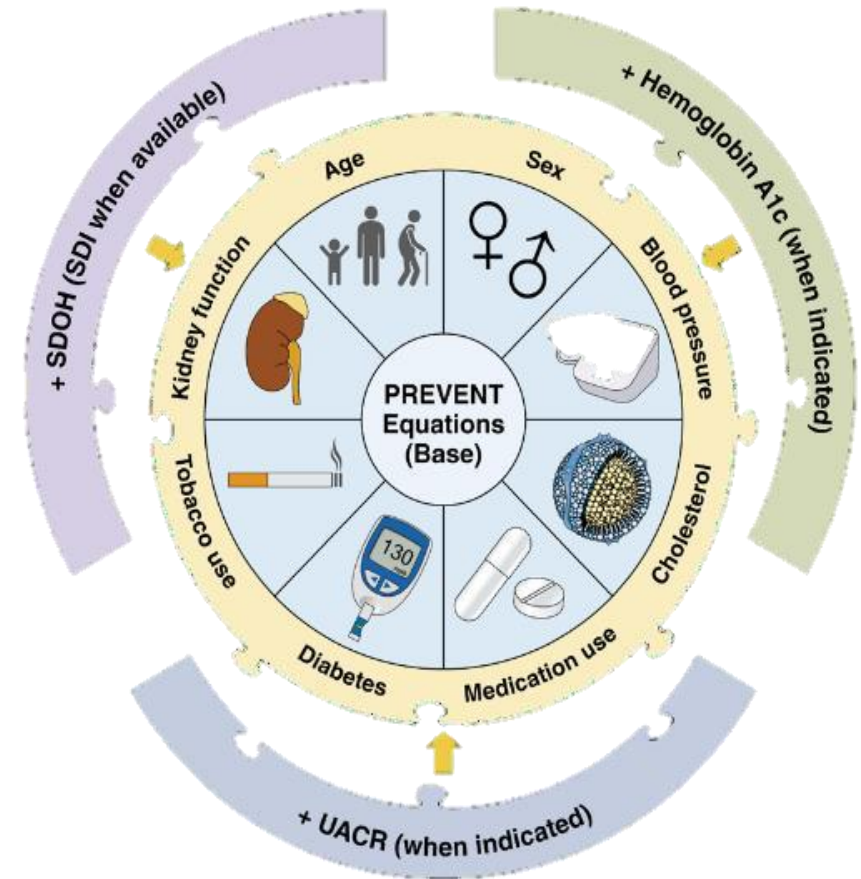 + SDOH (SDI when available)
+ Hemoglobin A1c (when indicated)
Age
Sex
Kidney function
Blood pressure
PREVENT
Equations
(Base)
Tobacco use
Cholesterol
130
Diabetes
Medication use
+ UACR (when indicated)